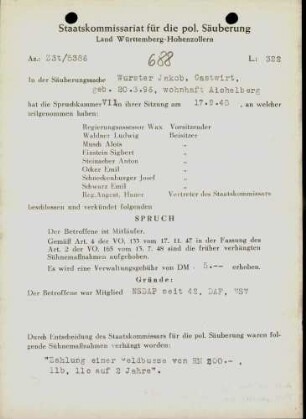 Staatskommissariat für die pol. Säuberung
Land Württemberg-Hohenzollern
Az.: 23t/5386
688
L: 322
In der Säuberungssache Wurster Jakob, Gastwirt,
geb. 20.3.96, wohnhaft Aichelberg
hat die Spruchkammer VII in ihrer Sitzung am 17.2.49, an welcher
teilgenommen haben:
Regierungsassessor Wax Vorsitzender
Waldner Ludwig Beisitzer
Munsh Alois "
Einstein Sigbert "
Steinacher Anton "
Ocker Emil "
Schneckenburger Josef "
Schwarz Emil "
Reg.Angest. Huner Vertreter des Staatskommissars
beschlossen und verkündet folgenden
SPRUCH
Der Betroffene ist Mitläufer.
Gemäß Art. 4 der VO. 133 vom 17. 11. 47 in der Fassung des
Art. 2 der VO. 165 vom 13. 7. 48 sind die früher verhängten
Sühnemaßnahmen aufgehoben.
Es wird eine Verwaltungsgebühr von DM 5.-- erhoben.
Gründe:
Der Betroffene war Mitglied NSDAP seit 42, DAF, VST
Durch Entscheidung des Staatskommissars für die pol. Säuberung waren fol-
gende Sühnemaßnahmen verhängt worden:
"Zahlung einer Geldbusse von RM 200.-- ,
11b, 11c auf 2 Jahre".